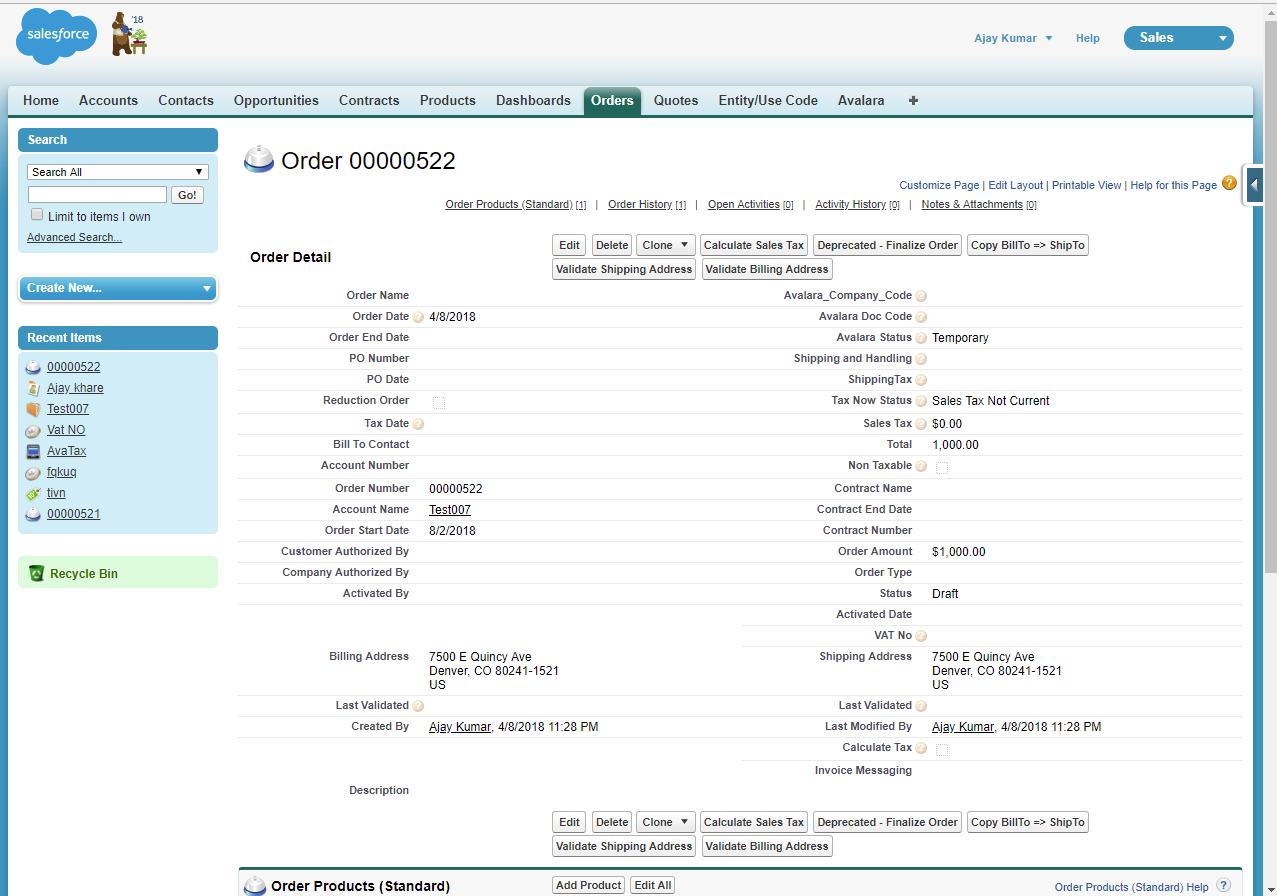 salesforce
'18
Ajay Kumar
Help
Sales
Home Accounts Contacts Opportunities Contracts Products Dashboards Orders Quotes Entity/Use Code Avalara +
Search
Search All
Go!
Limit to items I own
Advanced Search...
Create New...
Recent Items
00000522
Ajay khare
Test007
Vat NO
AvaTax
fqkuq
tivn
00000521
Recycle Bin
Order 00000522
Customize Page | Edit Layout | Printable View | Help for this Page ?
Order Products (Standard) [1] | Order History [1] | Open Activities [0] | Activity History [0] | Notes & Attachments [0]
Order Detail
Edit Delete Clone Calculate Sales Tax Deprecated - Finalize Order Copy BillTo => ShipTo
Validate Shipping Address Validate Billing Address
Order Name Avalara_Company_Code ?
Order Date ? 4/8/2018 Avalara Doc Code ?
Order End Date Avalara Status ? Temporary
PO Number Shipping and Handling ?
PO Date ShippingTax ?
Reduction Order Tax Now Status ? Sales Tax Not Current
Tax Date ? Sales Tax ? $0.00
Bill To Contact Total 1,000.00
Account Number Non Taxable ?
Order Number 00000522 Contract Name
Account Name Test007 Contract End Date
Order Start Date 8/2/2018 Contract Number
Customer Authorized By Order Amount $1,000.00
Company Authorized By Order Type
Activated By Status Draft
Activated Date
VAT No ?
Billing Address 7500 E Quincy Ave Shipping Address 7500 E Quincy Ave
Denver, CO 80241-1521 Denver, CO 80241-1521
US US
Last Validated ? Last Validated ?
Created By Ajay Kumar, 4/8/2018 11:28 PM Last Modified By Ajay Kumar, 4/8/2018 11:28 PM
Calculate Tax ?
Invoice Messaging
Description
Edit Delete Clone Calculate Sales Tax Deprecated - Finalize Order Copy BillTo => ShipTo
Validate Shipping Address Validate Billing Address
Order Products (Standard) Add Product Edit All Order Products (Standard) Help ?